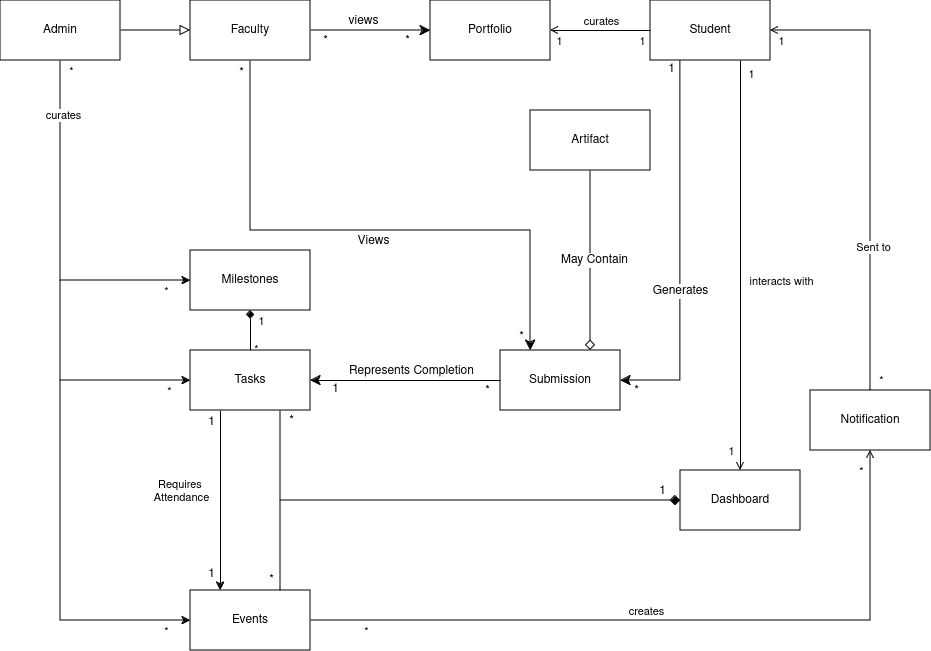 Admin
Faculty
views
Portfolio
curates
Student
* * 1 1 1
* * 1 1
curates
Artifact
Views
May Contain
Sent to
Milestones
interacts with
Generates
*
1
*
*
Tasks
Represents Completion
Submission
* 1 * * *
1 *
Notification
1 *
Requires
Attendance
1
Dashboard
1 *
Events
creates
* *